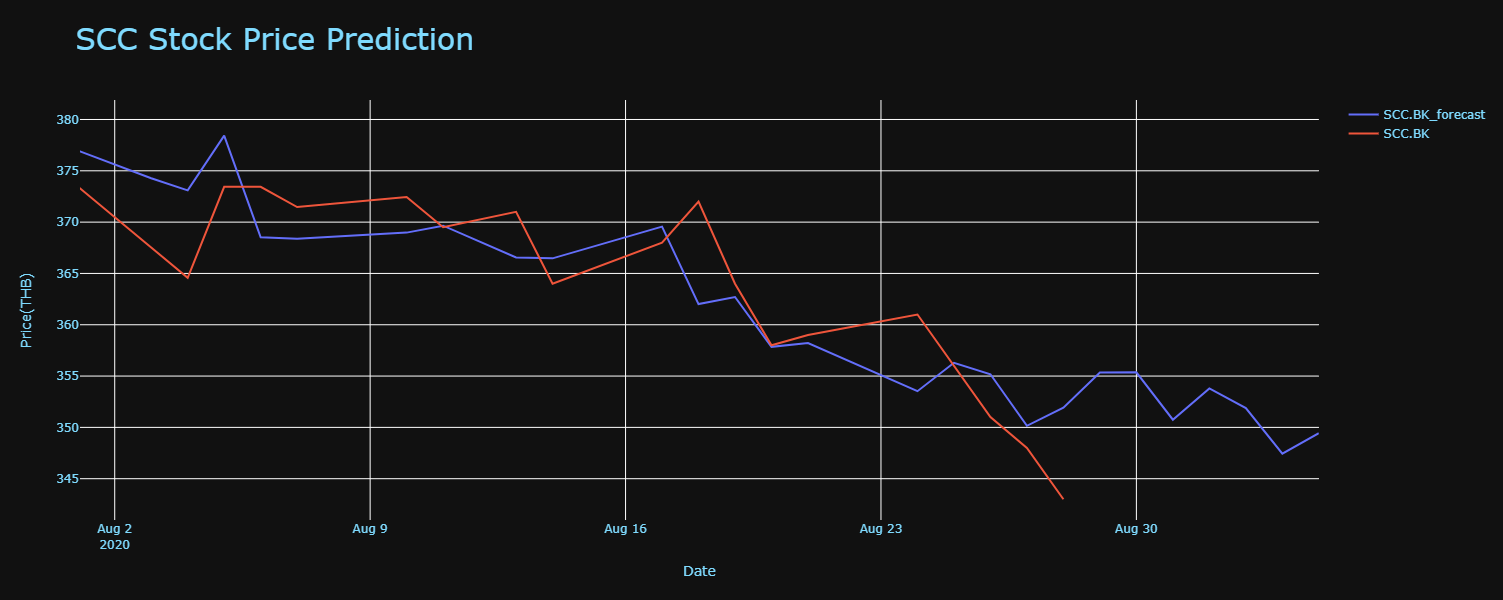 SCC Stock Price Prediction
SCC.BK_forecast
SCC.BK
380
375
370
365
360
355
350
345
Price(THB)
Aug 2
2020
Aug 9
Aug 16
Aug 23
Aug 30
Date